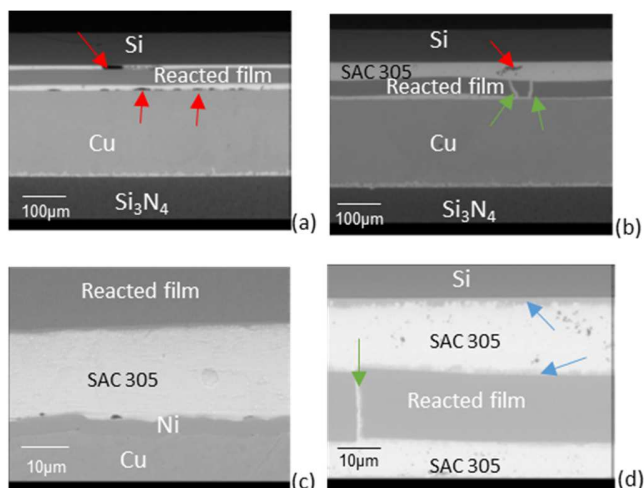 Si
Reacted film
Cu
100µm
Si3N4
(a)
Si
SAC 305
Reacted film
Cu
100µm
Si3N4
(b)
Reacted film
SAC 305
Ni
10µm
Cu
(c)
Si
SAC 305
Reacted film
10µm
SAC 305
(d)